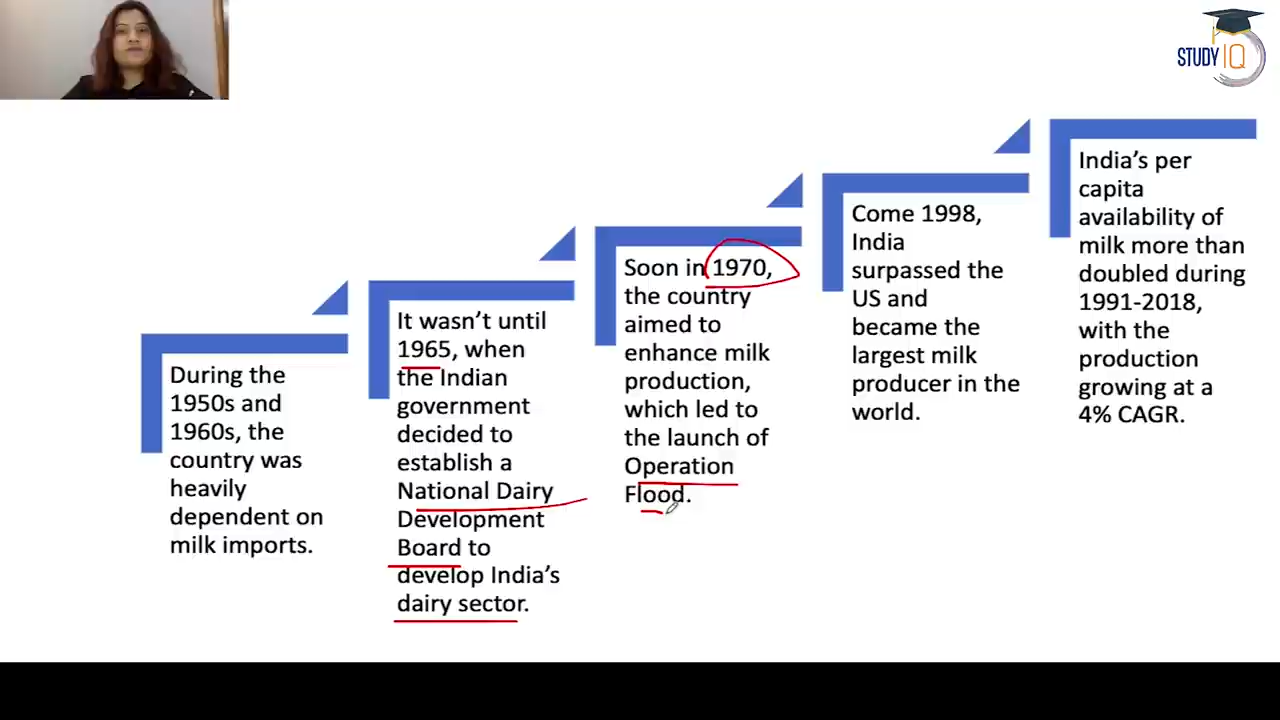 STUDY IQ
During the
1950s and
1960s, the
country was
heavily
dependent on
milk imports.
It wasn’t until
1965, when
the Indian
government
decided to
establish a
National Dairy
Development
Board to
develop India’s
dairy sector.
Soon in 1970,
the country
aimed to
enhance milk
production,
which led to
the launch of
Operation
Flood.
Come 1998,
India
surpassed the
US and
became the
largest milk
producer in the
world.
India’s per
capita
availability of
milk more than
doubled during
1991-2018,
with the
production
growing at a
4% CAGR.